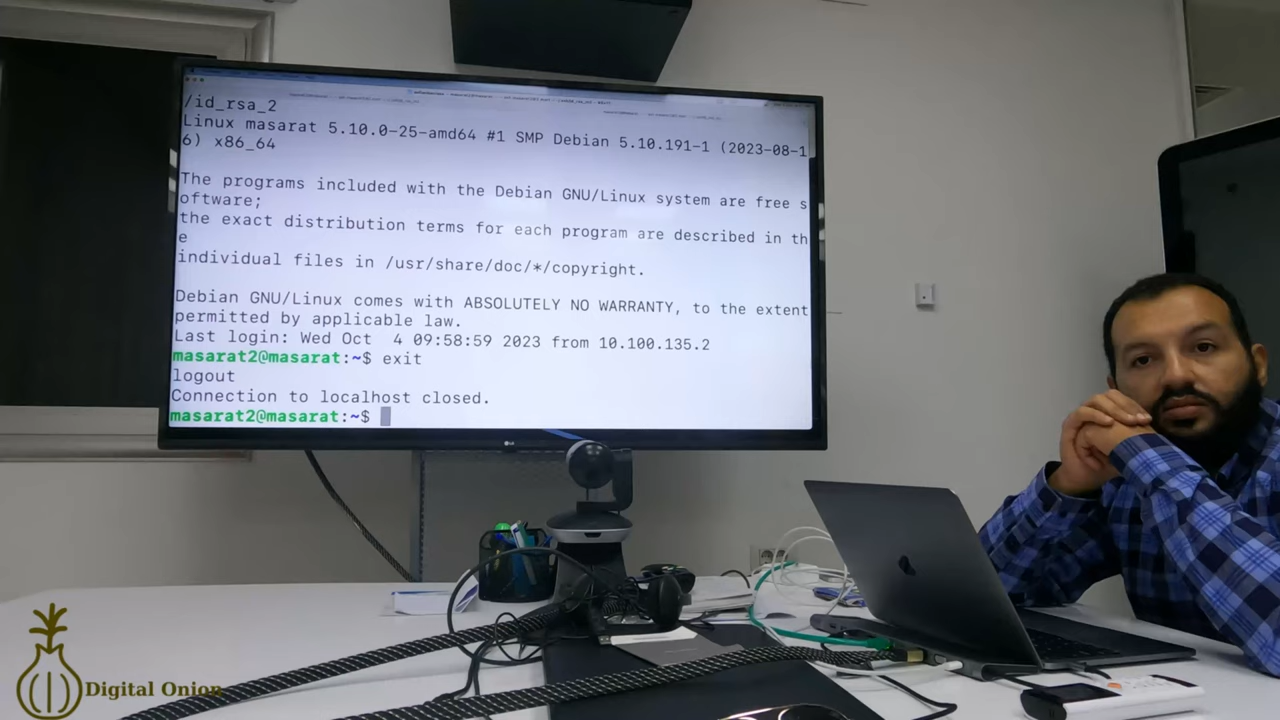 /id_rsa_2
Linux masarat 5.10.0-25-amd64 #1 SMP Debian 5.10.191-1 (2023-08-1
6) x86_64
The programs included with the Debian GNU/Linux system are free s
oftware;
the exact distribution terms for each program are described in th
e
individual files in /usr/share/doc/*/copyright.
Debian GNU/Linux comes with ABSOLUTELY NO WARRANTY, to the extent
permitted by applicable law.
Last login: Wed Oct  4 09:58:59 2023 from 10.100.135.2
masarat2@masarat:~$ exit
logout
Connection to localhost closed.
masarat2@masarat:~$
LG
Digital Onion